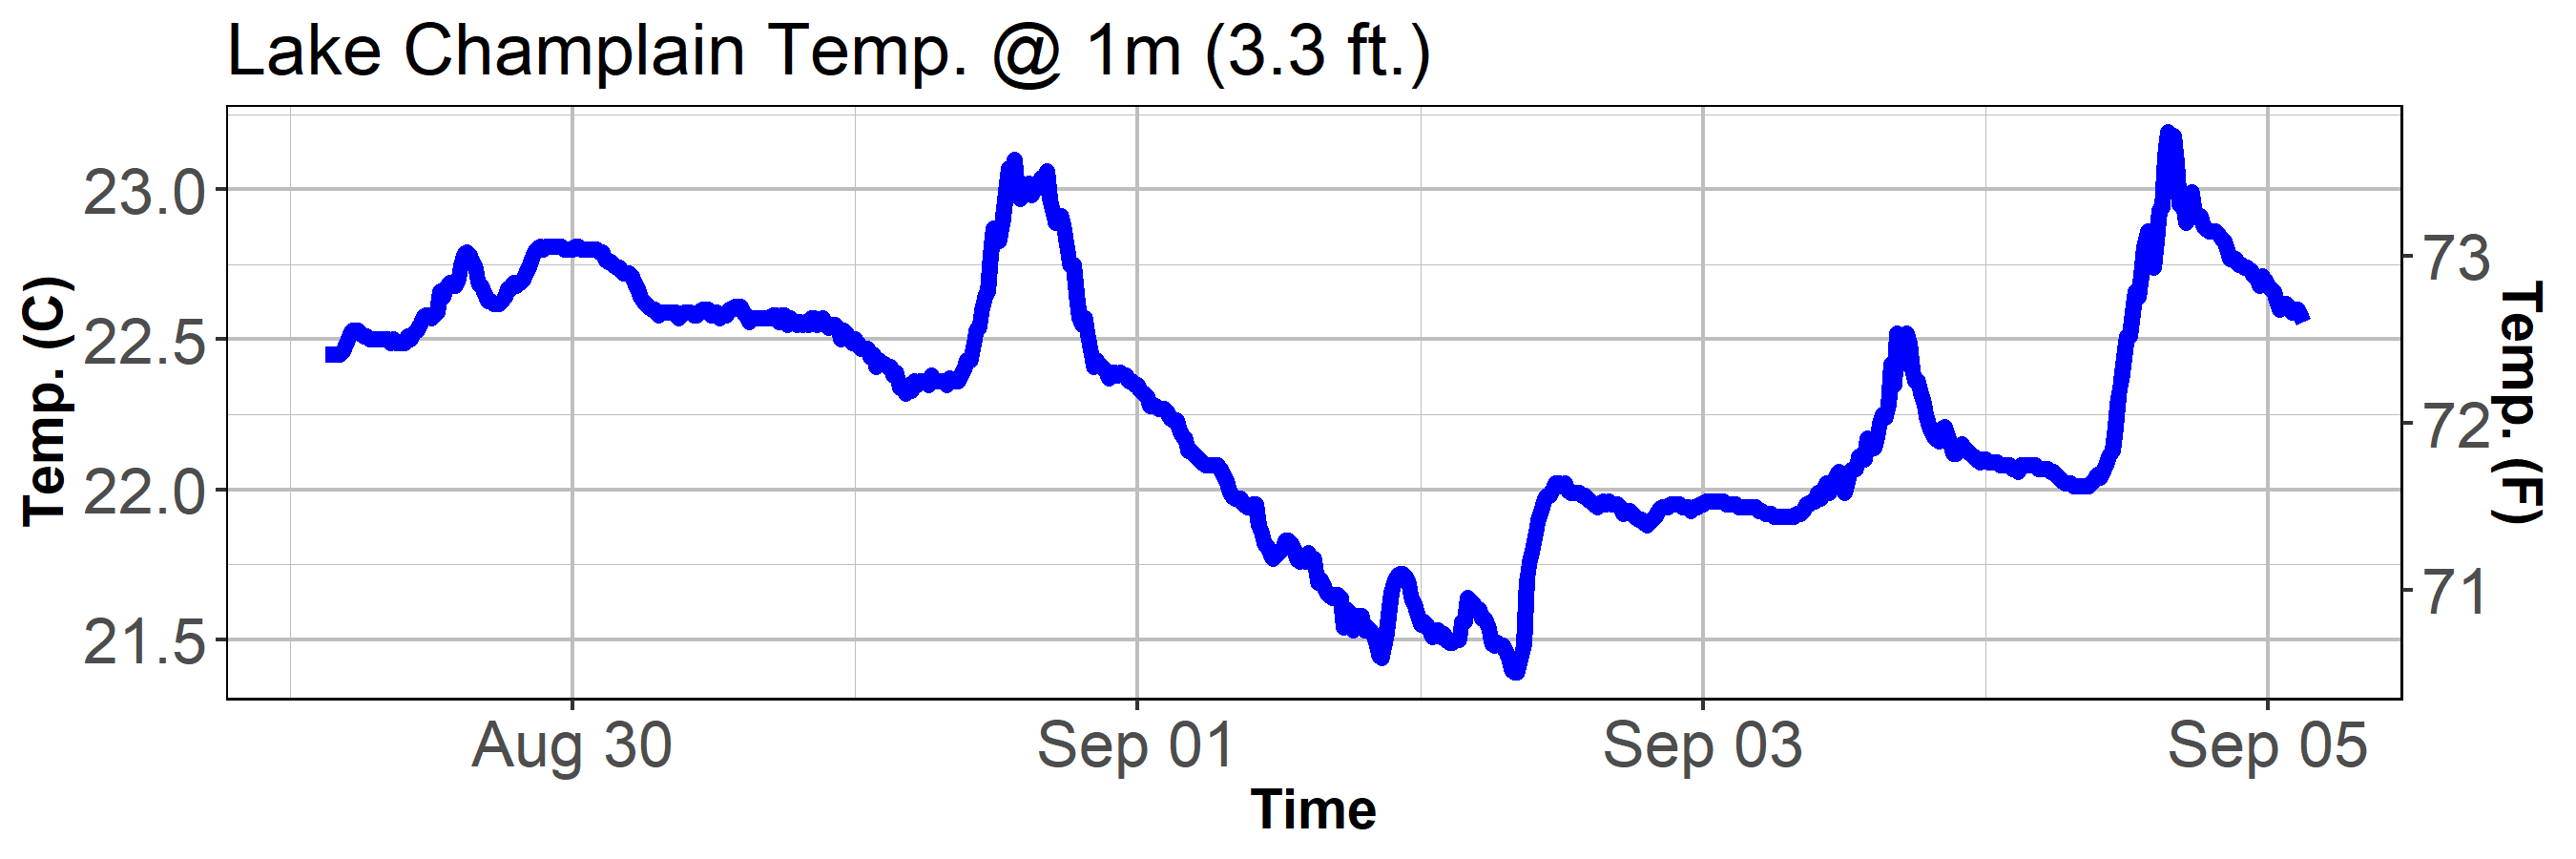 Lake Champlain Temp. @ 1m (3.3 ft.)
23.0
22.5
22.0
21.5
Temp. (C)
73
72
71
Temp. (F)
Aug 30
Sep 01
Sep 03
Sep 05
Time